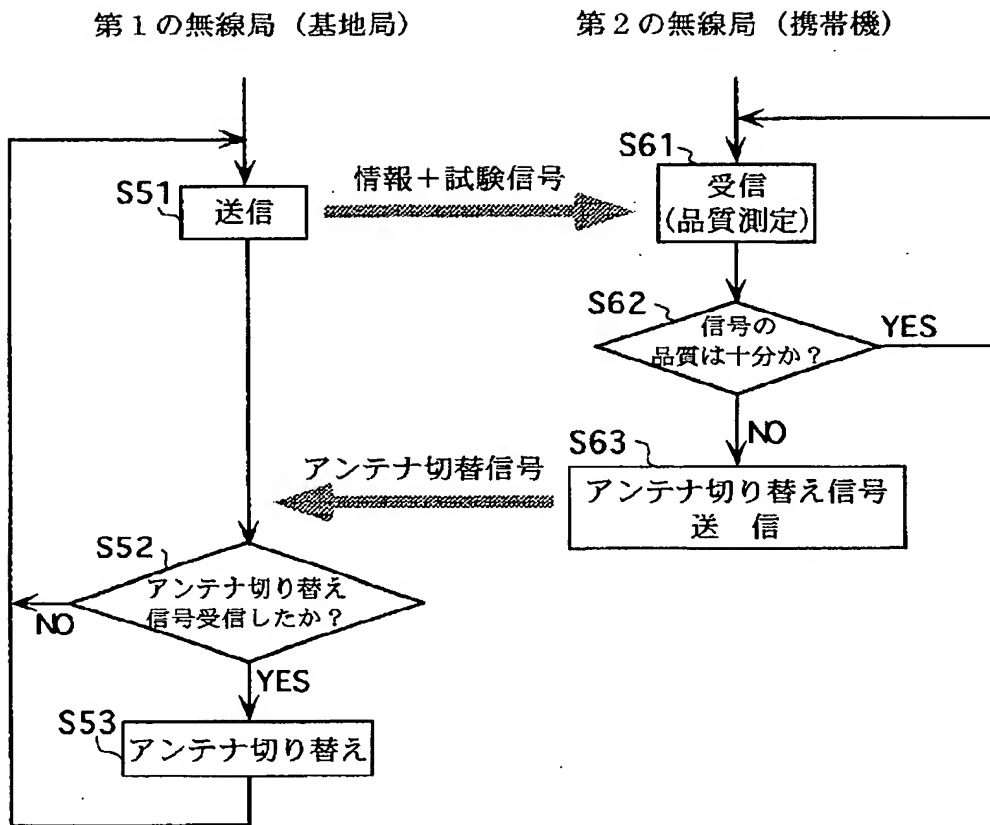 第１の無線局（基地局）
第２の無線局（携帯機）
S51
送信
情報＋試験信号
S61
受信
(品質測定)
S62
信号の
品質は十分か？
YES
NO
S63
アンテナ切り替え信号
送　信
アンテナ切替信号
S52
アンテナ切り替え
信号受信したか？
NO
YES
S53
アンテナ切り替え